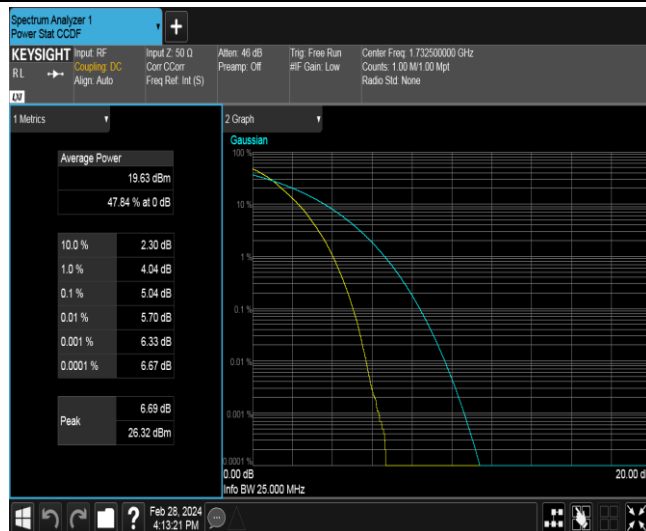 Spectrum Analyzer 1
Power Stat CCDF
KEYSIGHT
RL
Input: RF
Coupling: DC
Align: Auto
Input Z: 50 Ω
Corr CCorr
Freq Ref: Int (S)
Atten: 46 dB
Preamp: Off
Trig: Free Run
#IF Gain: Low
Center Freq: 1.732500000 GHz
Counts: 1.00 M/1.00 Mpt
Radio Std: None
1 Metrics
Average Power
19.63 dBm
47.84 % at 0 dB
10.0 % 2.30 dB
1.0 % 4.04 dB
0.1 % 5.04 dB
0.01 % 5.70 dB
0.001 % 6.33 dB
0.0001 % 6.67 dB
Peak
6.69 dB
26.32 dBm
2 Graph
Gaussian
100 %
10 %
1 %
0.1 %
0.01 %
0.001 %
0.0001 %
0.00 dB
20.00 d
Info BW 25.000 MHz
Feb 28, 2024
4:13:21 PM